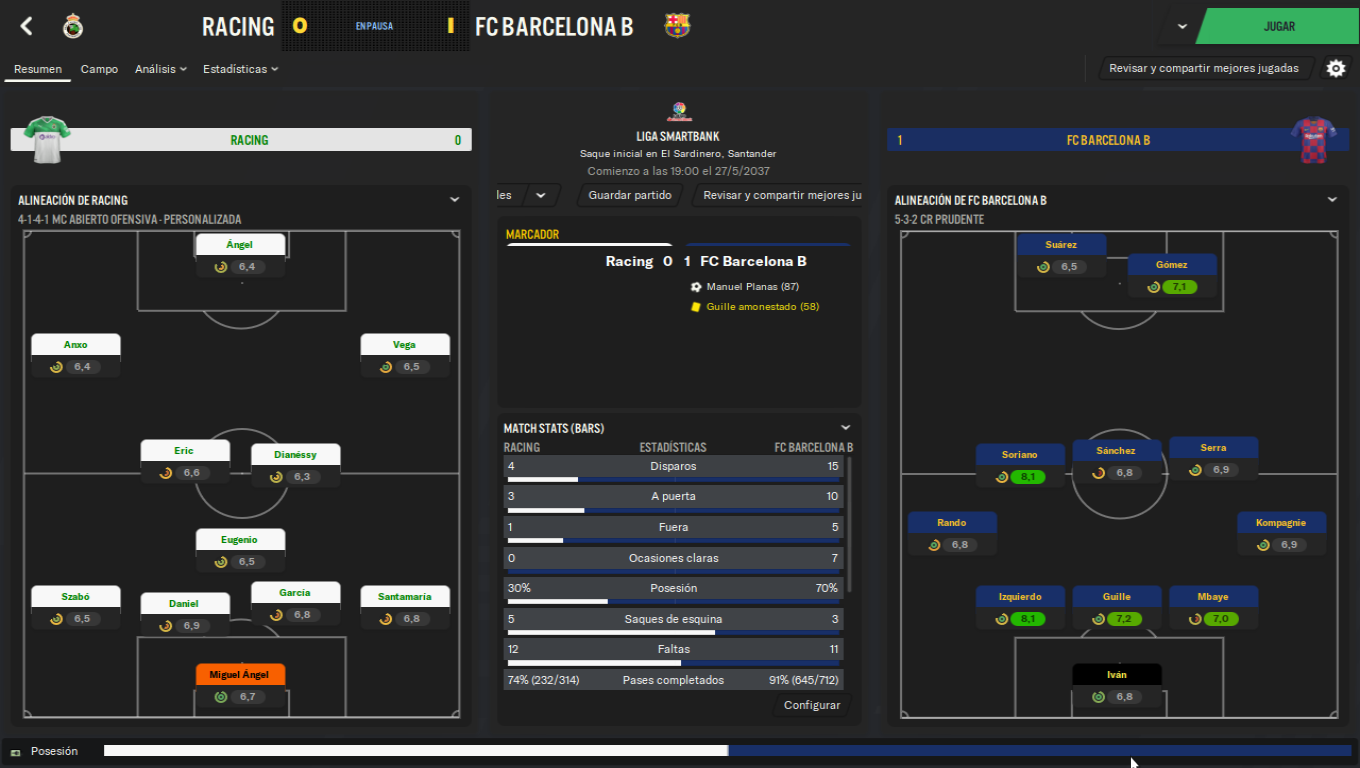 RACING 0 EN PAUSA 1 FC BARCELONA B
JUGAR
Resumen Campo Análisis Estadísticas
Revisar y compartir mejores jugadas
RACING 0
LIGA SMARTBANK
Saque inicial en El Sardinero, Santander
Comienzo a las 19:00 el 27/5/2037
les Guardar partido Revisar y compartir mejores ju
1 FC BARCELONA B
ALINEACIÓN DE RACING
4-1-4-1 MC ABIERTO OFENSIVA - PERSONALIZADA
Ángel
6,4
Anxo
6,4
Vega
6,5
Eric
6,6
Dianéssy
6,3
Eugenio
6,5
Szabó
6,5
Daniel
6,9
García
6,8
Santamaría
6,8
Miguel Ángel
6,7
MARCADOR
Racing 0 1 FC Barcelona B
Manuel Planas (87)
Guille amonestado (58)
MATCH STATS (BARS)
RACING ESTADÍSTICAS FC BARCELONA B
4 Disparos 15
3 A puerta 10
1 Fuera 5
0 Ocasiones claras 7
30% Posesión 70%
5 Saques de esquina 3
12 Faltas 11
74% (232/314) Pases completados 91% (645/712)
Configurar
ALINEACIÓN DE FC BARCELONA B
5-3-2 CR PRUDENTE
Suárez
6,5
Gómez
7,1
Soriano
8,1
Sánchez
6,8
Serra
6,9
Rando
6,8
Kompagnie
6,9
Izquierdo
8,1
Guille
7,2
Mbaye
7,0
Iván
6,8
Posesión